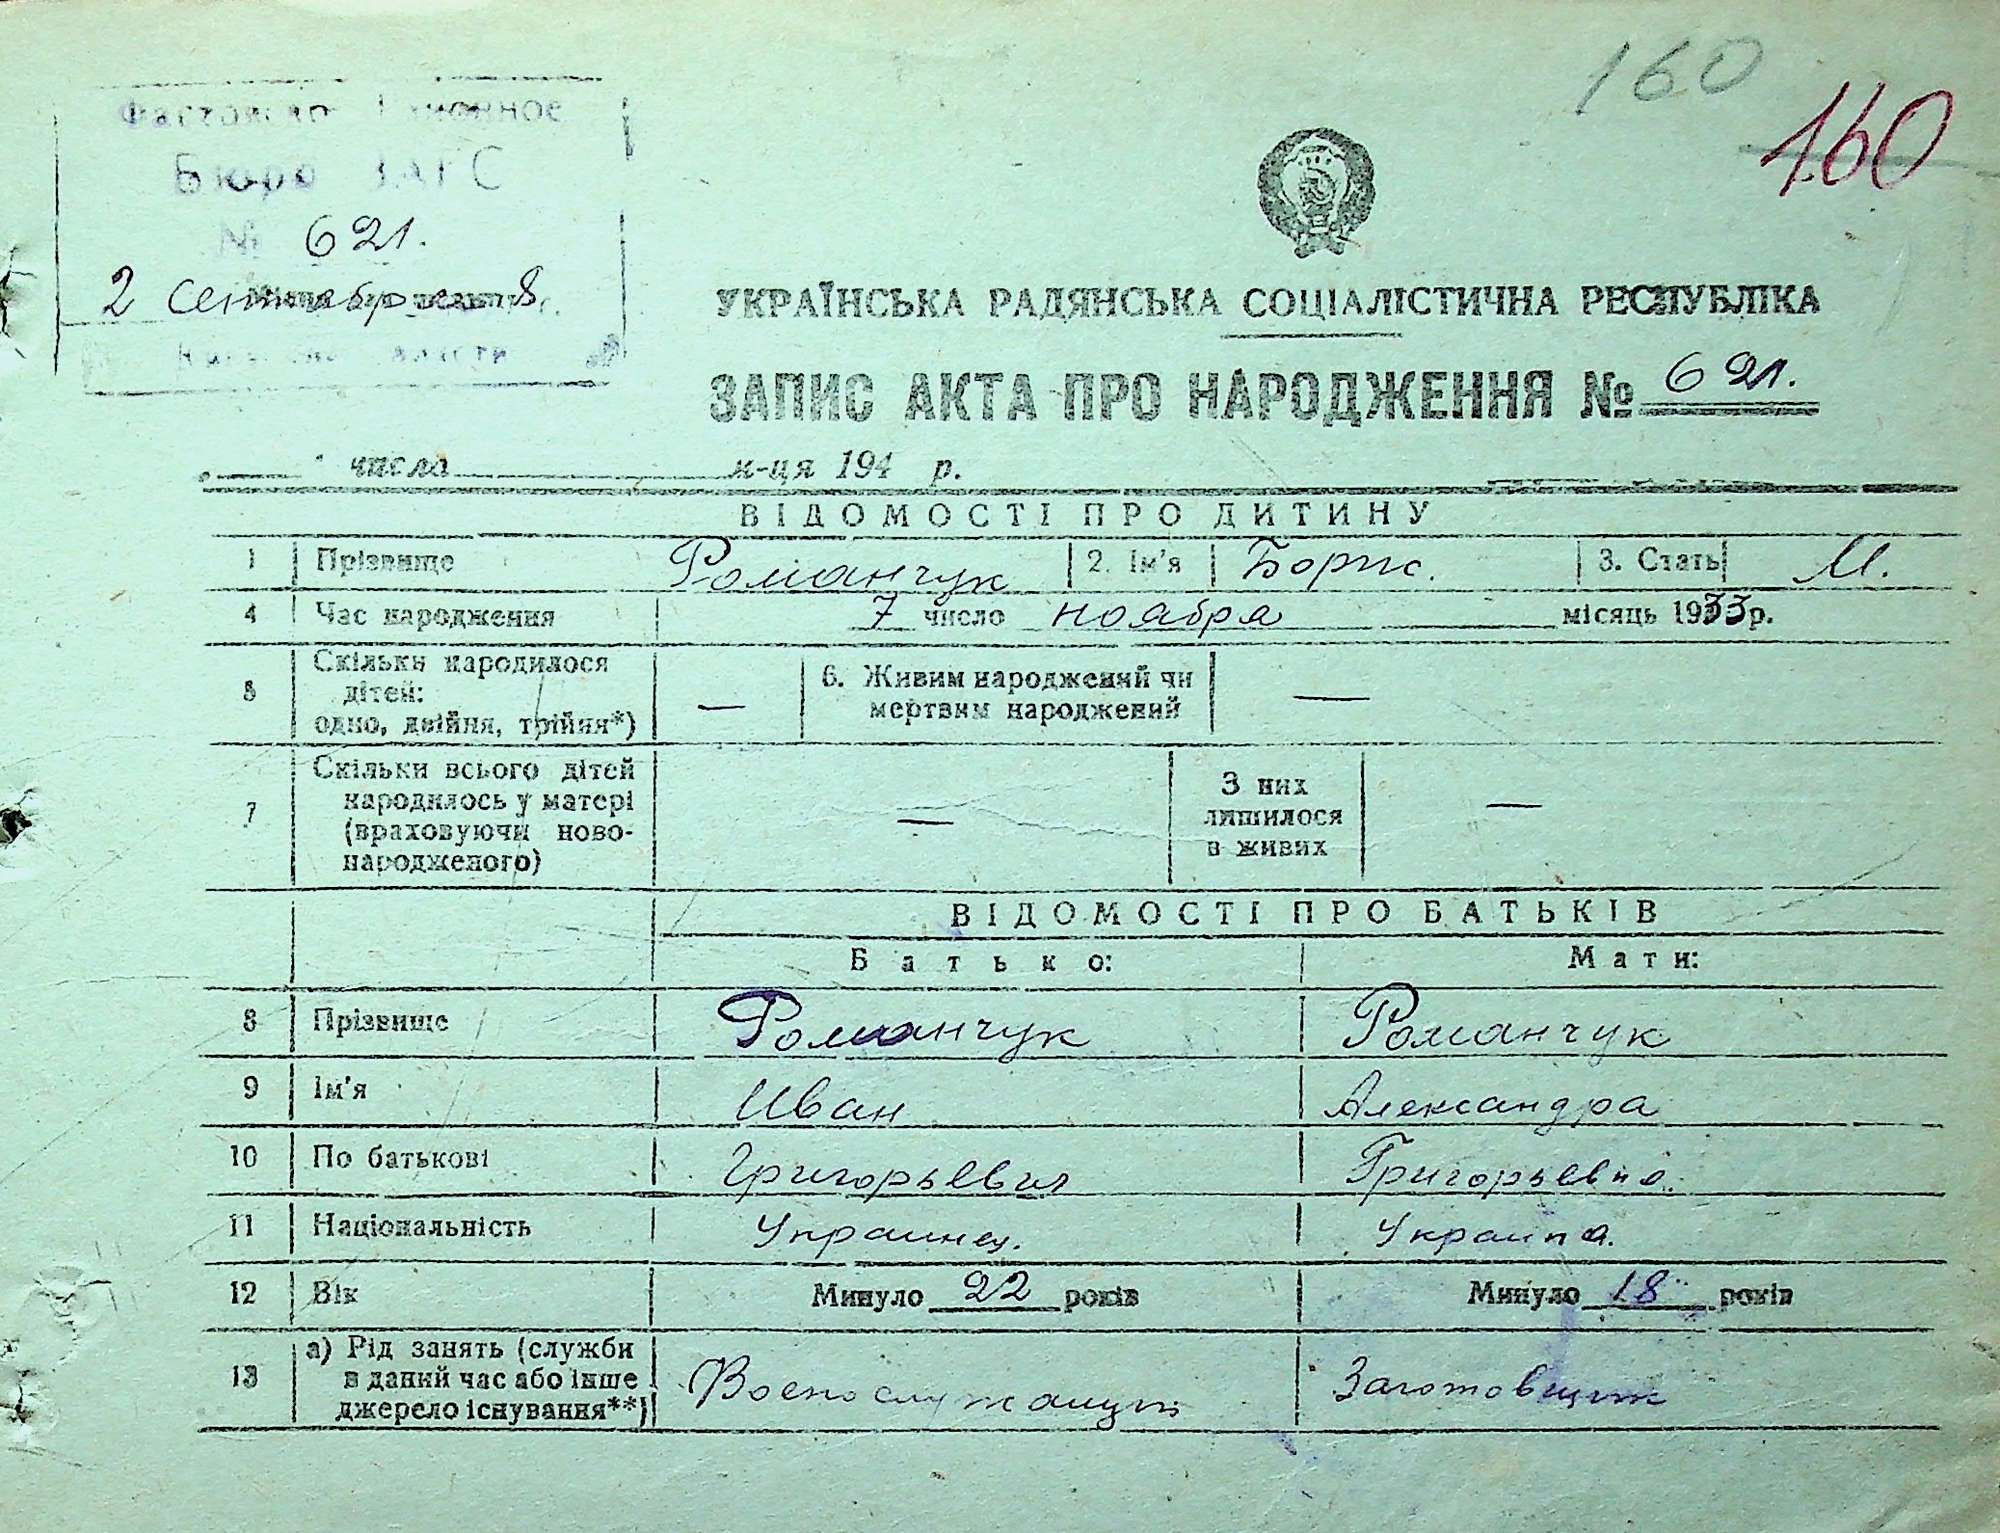 160
160
Бюро ЗАГС
№ 621.
2 сентября
УКРАЇНСЬКА РАДЯНСЬКА СОЦІАЛІСТИЧНА РЕСПУБЛІКА
ЗАПИС АКТА ПРО НАРОДЖЕННЯ № 621.
числа м-ця 194 р.
ВІДОМОСТІ ПРО ДИТИНУ
1 Прізвище Романчук 2. Ім'я Борис. 3. Стать М.
4 Час народження 7 число ноября місяць 1933 р.
5 Скільки народилося дітей: одно, двійня, трійня*) — 6. Живим народжений чи мертвим народжений —
7 Скільки всього дітей народилось у матері (враховуючи новонародженого) — З них лишилося в живих —
ВІДОМОСТІ ПРО БАТЬКІВ
Батько: Мати:
8 Прізвище Романчук Романчук
9 Ім'я Иван Александра
10 По батькові Григорьевич Григорьевна.
11 Національність Украинец. Украинка.
12 Вік Минуло 22 років Минуло 18 років
13 а) Рід занять (служби в даний час або інше джерело існування**) Военослужащий Заготовщик